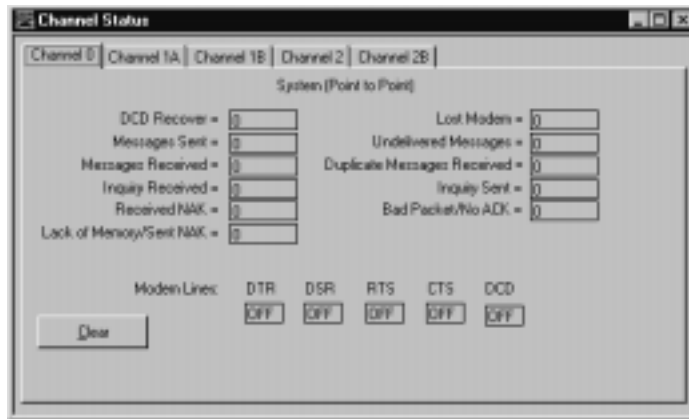 Channel Status
Channel 0 Channel 1A Channel 1B Channel 2 Channel 2B
System (Point to Point)
DCD Recover = 0 Lost Modem = 0
Messages Sent = 0 Undelivered Messages = 0
Messages Received = 0 Duplicate Messages Received = 0
Inquiry Received = 0 Inquiry Sent = 0
Received NAK = 0 Bad Packet/No ACK = 0
Lack of Memory/Sent NAK = 0
Modem Lines: DTR DSR RTS CTS DCD
OFF OFF OFF OFF OFF
Clear